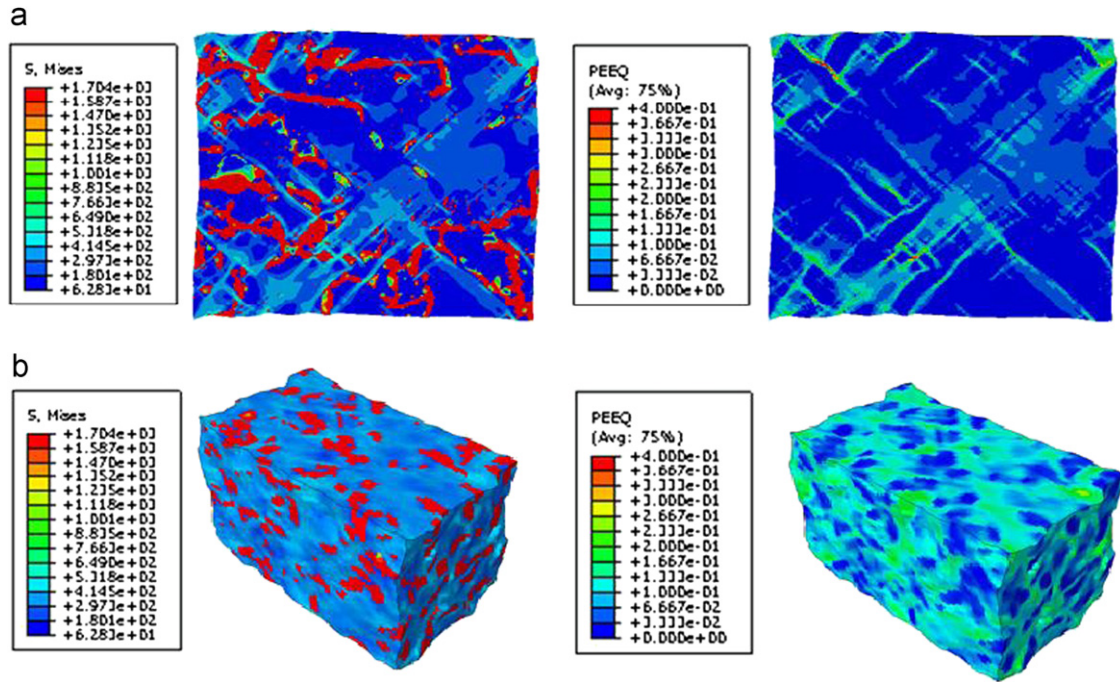 a
S, Mises
+1.704e+03
+1.587e+03
+1.470e+03
+1.352e+03
+1.235e+03
+1.118e+03
+1.001e+03
+8.835e+02
+7.663e+02
+6.490e+02
+5.318e+02
+4.145e+02
+2.973e+02
+1.801e+02
+6.283e+01
PEEQ
(Avg: 75%)
+4.000e-01
+3.667e-01
+3.333e-01
+3.000e-01
+2.667e-01
+2.333e-01
+2.000e-01
+1.667e-01
+1.333e-01
+1.000e-01
+6.667e-02
+3.333e-02
+0.000e+00
b
S, Mises
+1.704e+03
+1.587e+03
+1.470e+03
+1.352e+03
+1.235e+03
+1.118e+03
+1.001e+03
+8.835e+02
+7.663e+02
+6.490e+02
+5.318e+02
+4.145e+02
+2.973e+02
+1.801e+02
+6.283e+01
PEEQ
(Avg: 75%)
+4.000e-01
+3.667e-01
+3.333e-01
+3.000e-01
+2.667e-01
+2.333e-01
+2.000e-01
+1.667e-01
+1.333e-01
+1.000e-01
+6.667e-02
+3.333e-02
+0.000e+00